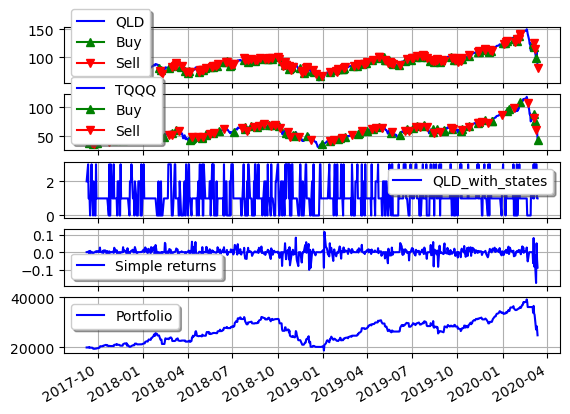 QLD
Buy
Sell
150
100
TQQQ
Buy
Sell
100
50
QLD_with_states
2
0
Simple returns
0.1
0.0
−0.1
Portfolio
40000
20000
2017-10
2018-01
2018-04
2018-07
2018-10
2019-01
2019-04
2019-07
2019-10
2020-01
2020-04